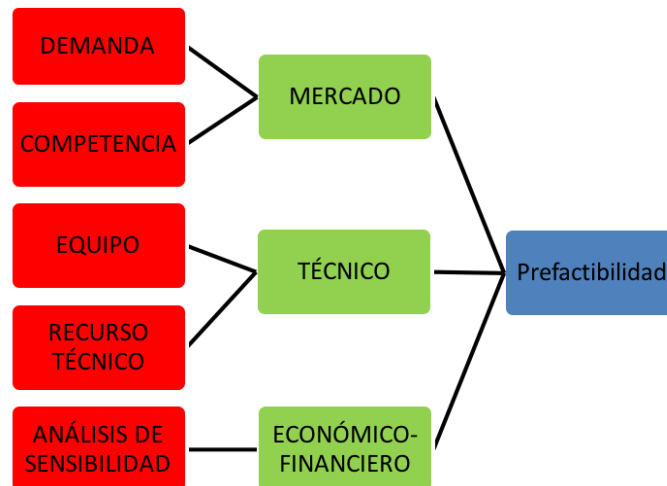 DEMANDA
COMPETENCIA
EQUIPO
RECURSO
TÉCNICO
ANÁLISIS DE
SENSIBILIDAD
MERCADO
TÉCNICO
ECONÓMICO-
FINANCIERO
Prefactibilidad